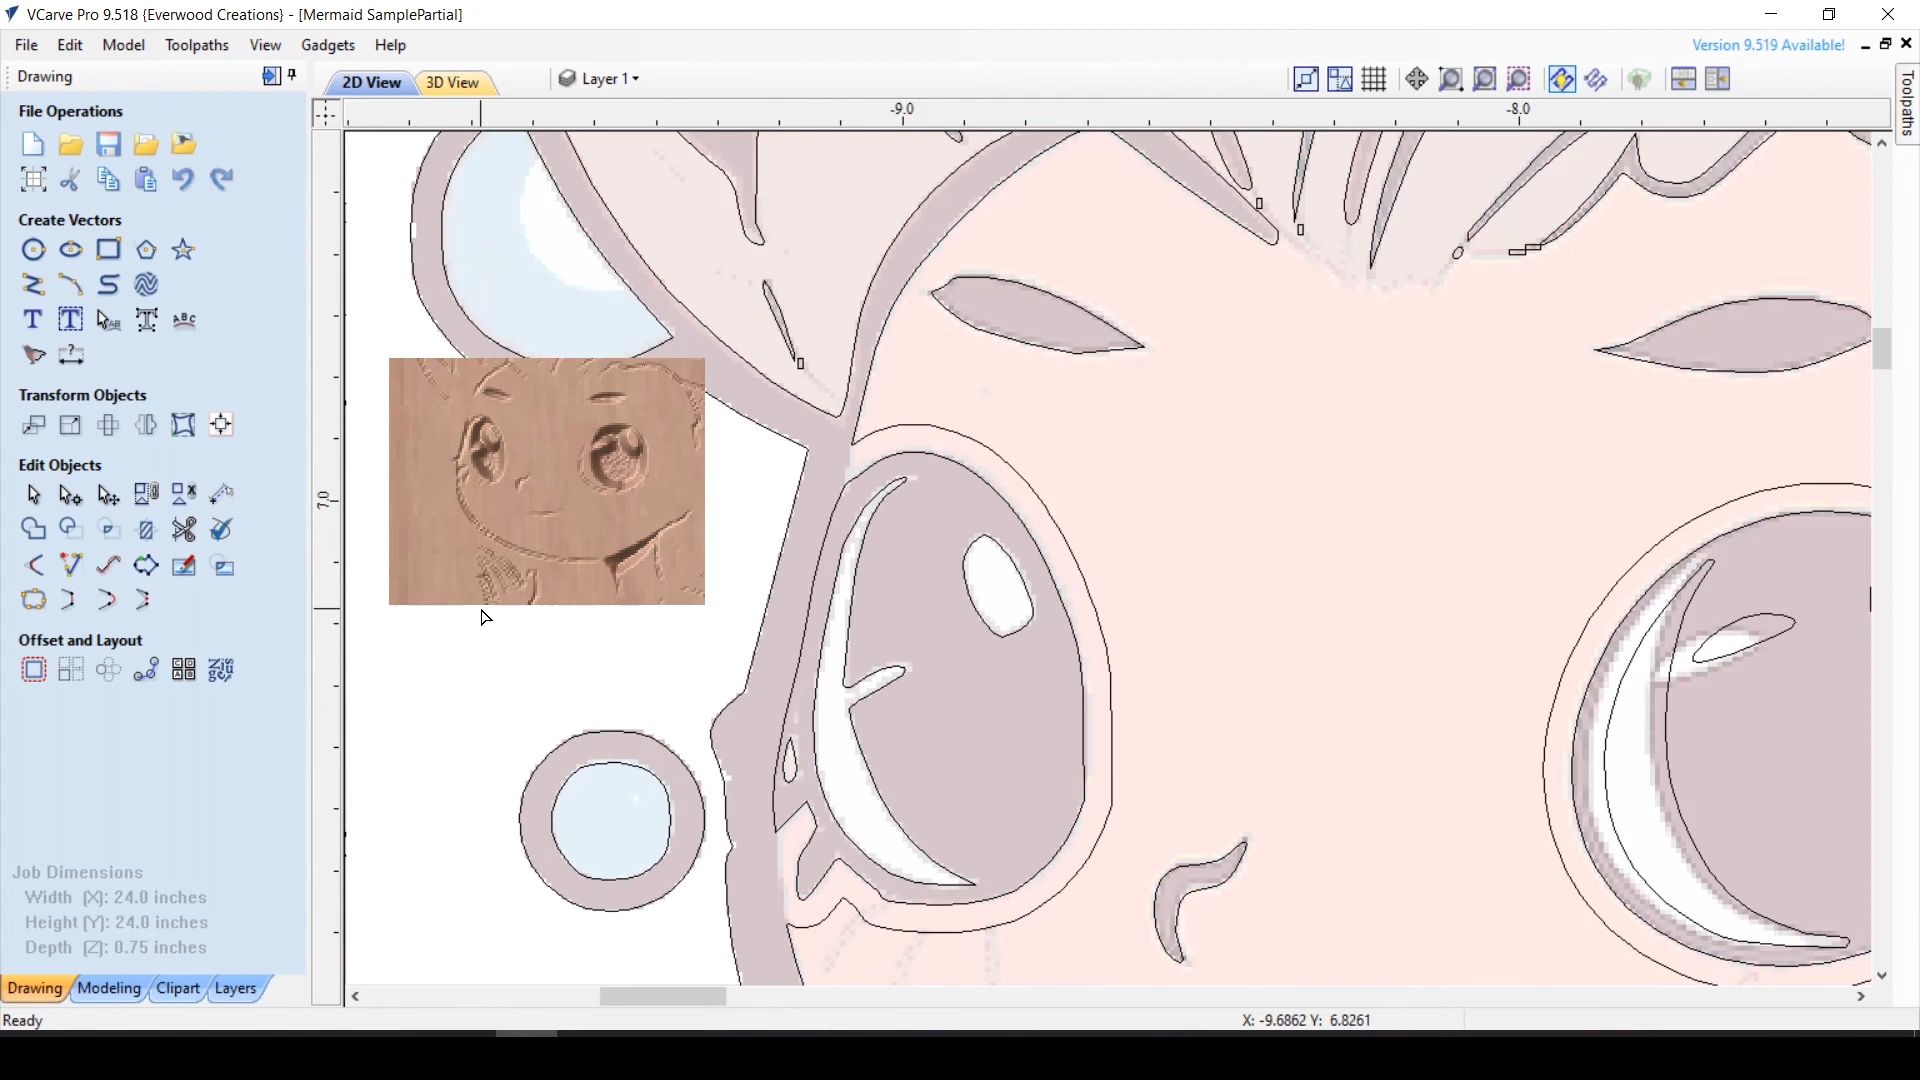 VCarve Pro 9.518 {Everwood Creations} - [Mermaid SamplePartial]
File Edit Model Toolpaths View Gadgets Help
Version 9.519 Available!
Drawing
2D View 3D View Layer 1
Toolpaths
-9.0 -8.0
File Operations
Create Vectors
Transform Objects
Edit Objects
7.0
Offset and Layout
Job Dimensions
Width (X): 24.0 inches
Height (Y): 24.0 inches
Depth (Z): 0.75 inches
Drawing Modeling Clipart Layers
Ready
X: -9.6862 Y: 6.8261